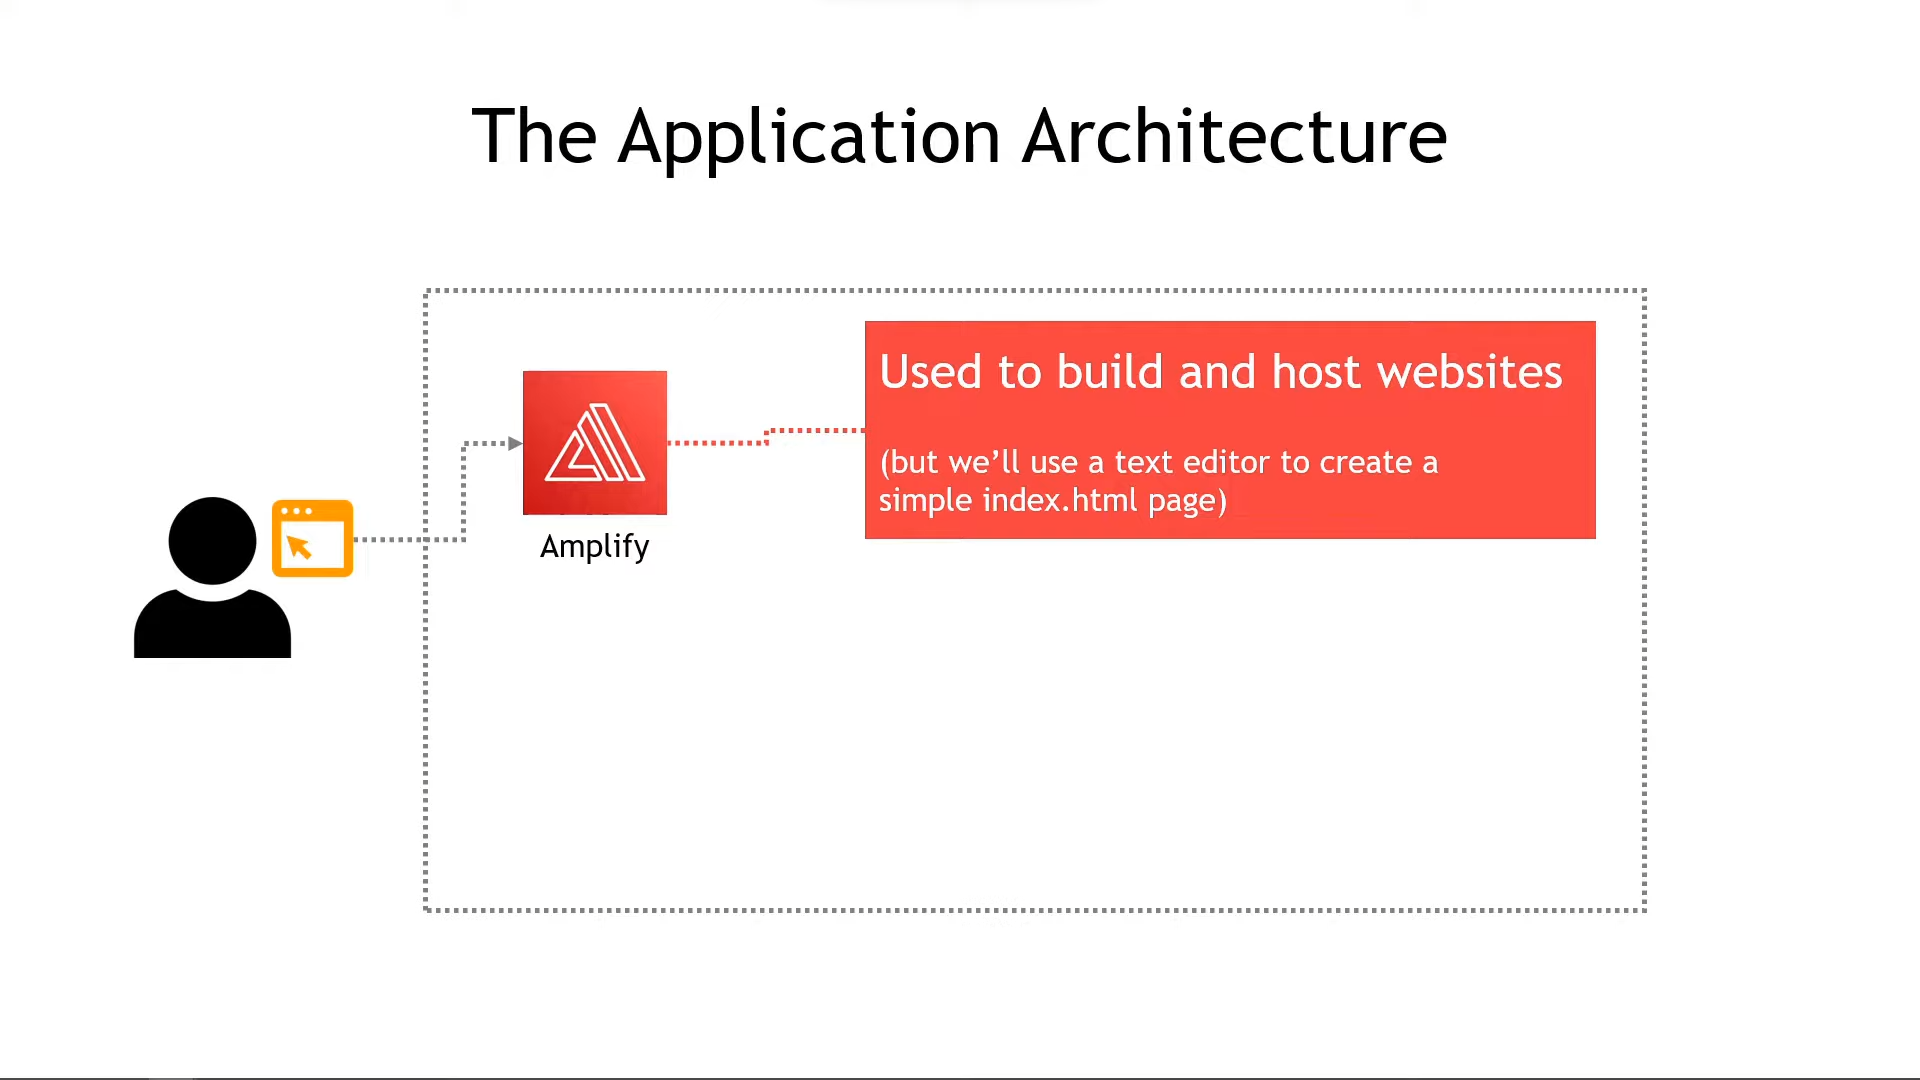 The Application Architecture
Used to build and host websites
(but we’ll use a text editor to create a
simple index.html page)
Amplify